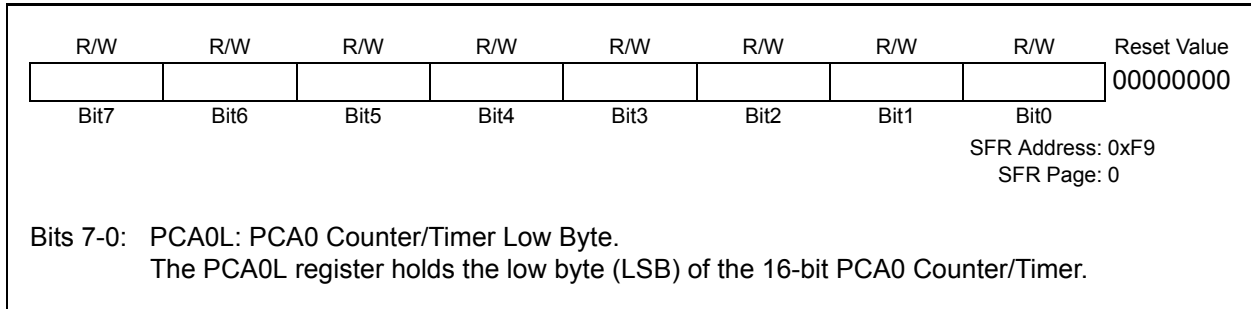 R/W R/W R/W R/W R/W R/W R/W R/W Reset Value
00000000
Bit7 Bit6 Bit5 Bit4 Bit3 Bit2 Bit1 Bit0
SFR Address: 0xF9
SFR Page: 0
Bits 7-0: PCA0L: PCA0 Counter/Timer Low Byte.
The PCA0L register holds the low byte (LSB) of the 16-bit PCA0 Counter/Timer.